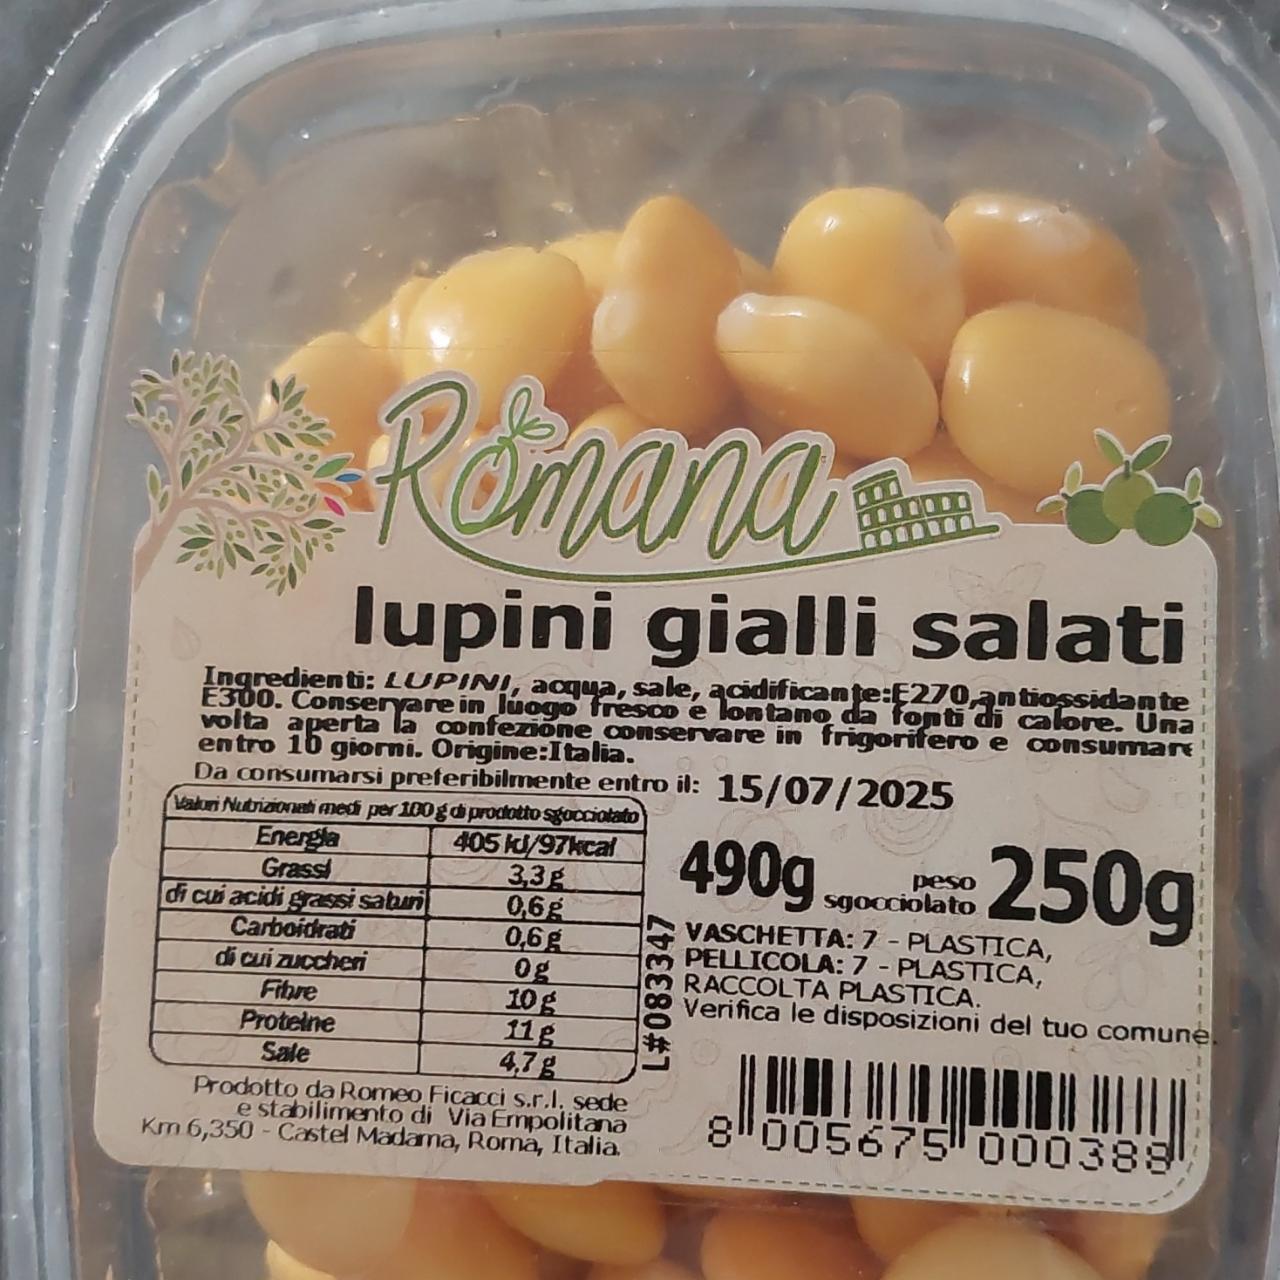 Romana
lupini gialli salati
Ingredienti: LUPINI, acqua, sale, acidificante:E270,antiossidante
E300. Conservare in luogo fresco e lontano da fonti di calore. Una
volta aperta la confezione conservare in frigorifero e consumare
entro 10 giorni. Origine:Italia.
Da consumarsi preferibilmente entro il: 15/07/2025
Valori Nutrizionali medi per 100 g di prodotto sgocciolato
Energia 405 kJ/97kcal
Grassi 3,3 g
di cui acidi grassi saturi 0,6 g
Carboidrati 0,6 g
di cui zuccheri 0 g
Fibre 10 g
Proteine 11 g
Sale 4,7 g
Prodotto da Romeo Ficacci s.r.l. sede
e stabilimento di Via Empolitana
Km 6,350 - Castel Madama, Roma, Italia.
L#083347
490g peso sgocciolato 250g
VASCHETTA: 7 - PLASTICA,
PELLICOLA: 7 - PLASTICA,
RACCOLTA PLASTICA.
Verifica le disposizioni del tuo comune.
8 005675 000388